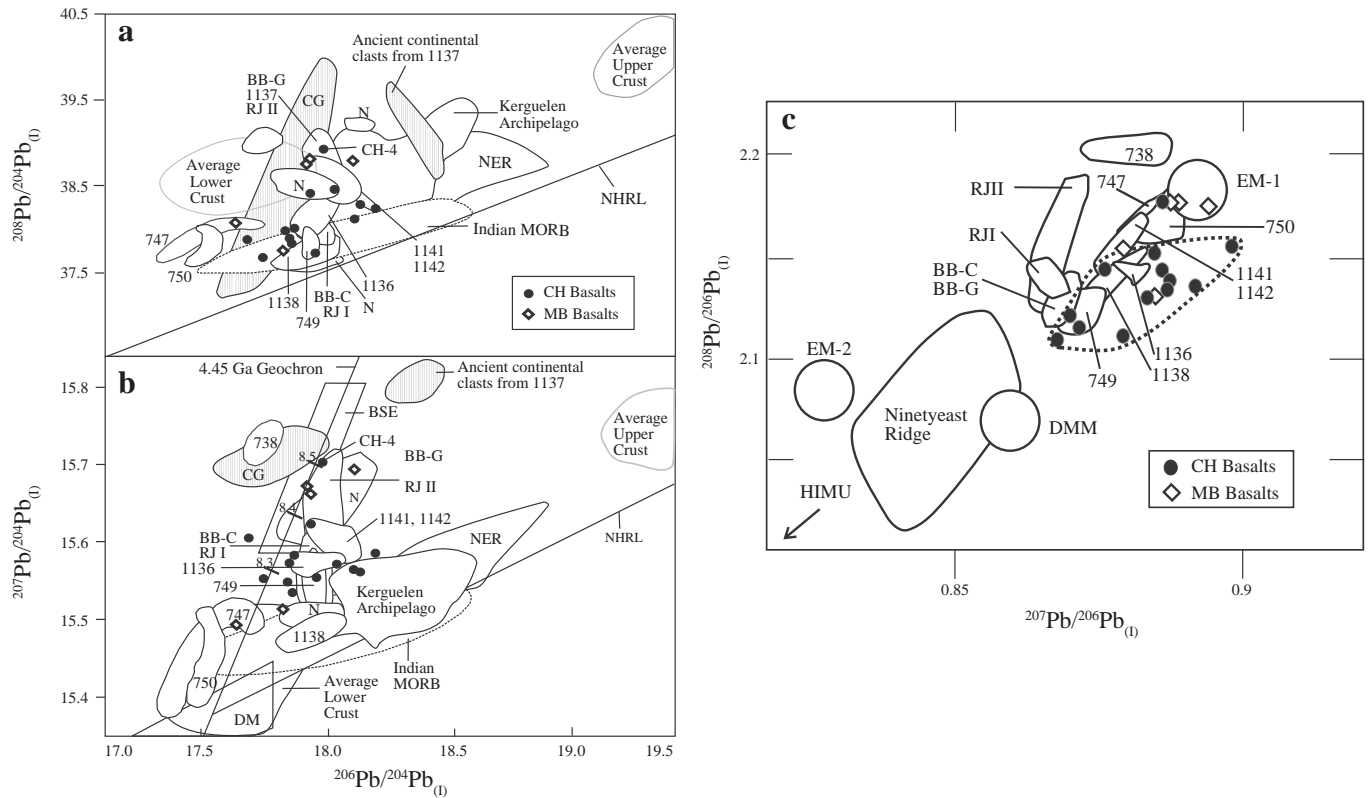 a
40.5
39.5
38.5
37.5
208Pb/204Pb(I)
Ancient continental
clasts from 1137
Average
Upper
Crust
BB-G
1137
RJ II
CG
N
Kerguelen
Archipelago
CH-4
NER
Average
Lower
Crust
N
NHRL
747
Indian MORB
750
1141
1142
1138
BB-C
RJ I
1136
N
749
CH Basalts
MB Basalts
b
15.8
15.7
15.6
15.5
15.4
207Pb/204Pb(I)
4.45 Ga Geochron
Ancient continental
clasts from 1137
BSE
Average
Upper
Crust
738
CH-4
BB-G
8.5
CG
RJ II
N
8.4
1141, 1142
BB-C
RJ I
NER
NHRL
1136
8.3
749
Kerguelen
Archipelago
747
N
1138
750
Indian
MORB
Average
Lower
Crust
DM
17.0
17.5
18.0
18.5
19.0
19.5
206Pb/204Pb(I)
c
2.2
2.1
208Pb/206Pb(I)
738
747
EM-1
RJII
750
RJI
BB-C
BB-G
1141
1142
1136
1138
749
EM-2
Ninetyeast
Ridge
DMM
HIMU
CH Basalts
MB Basalts
0.85
0.9
207Pb/206Pb(I)